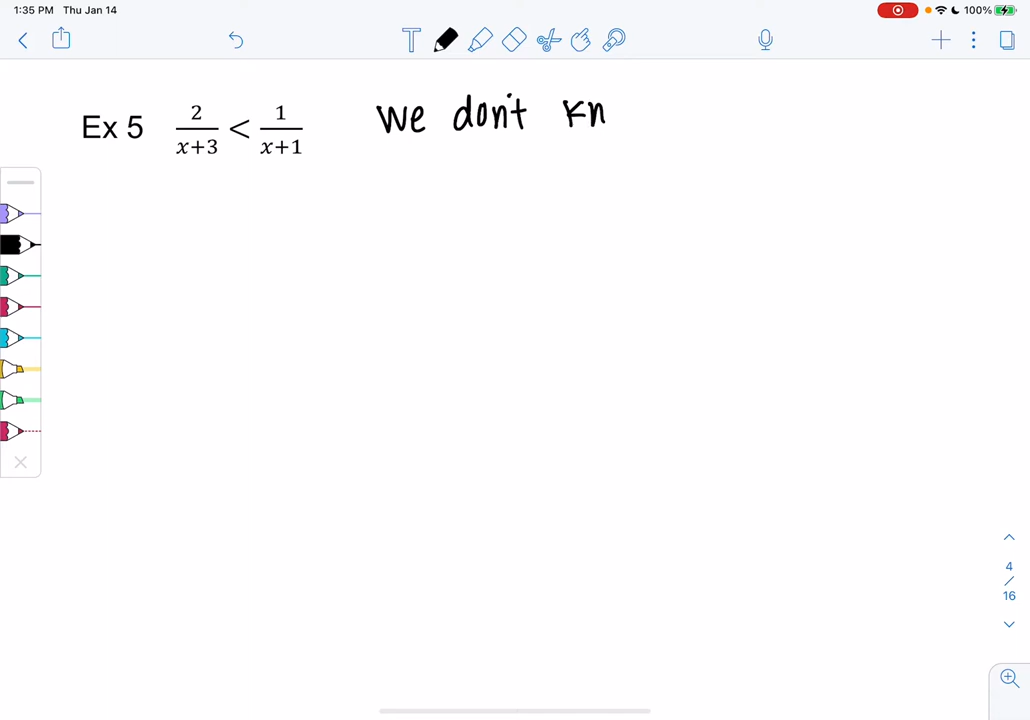 1:35 PM Thu Jan 14 100%
T
Ex 5 2/(x+3) < 1/(x+1) we don't kn
4
/
16